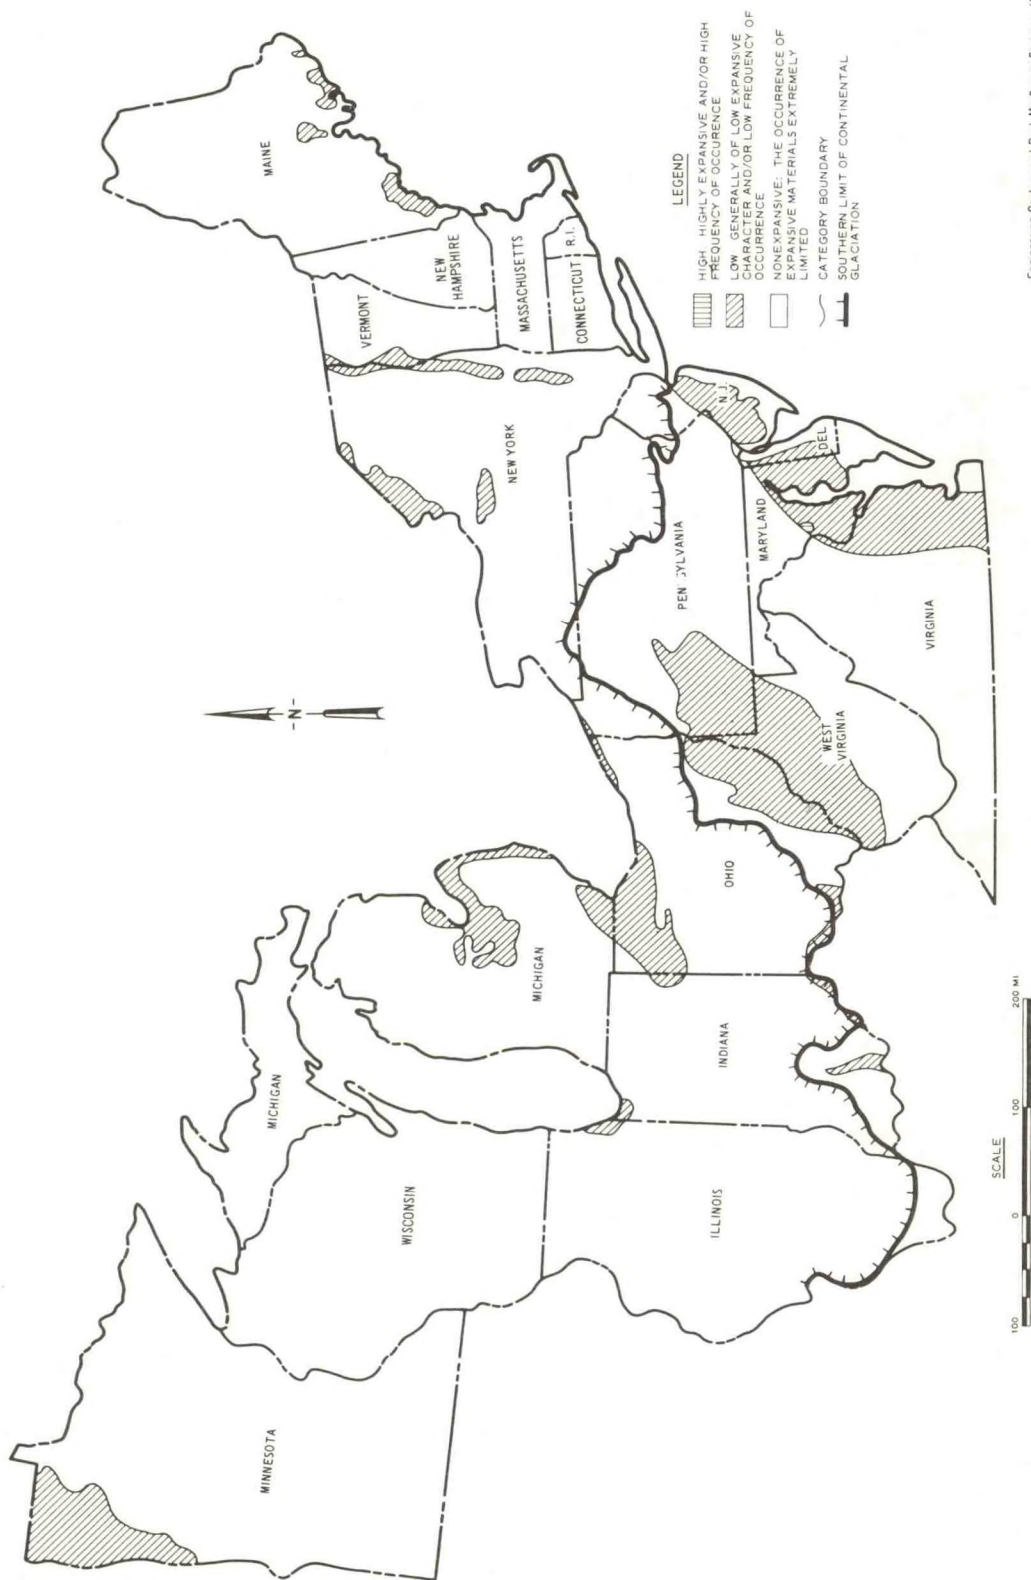 MAINE
VERMONT
NEW
HAMPSHIRE
MASSACHUSETTS
CONNECTICUT
R.I.
NEW YORK
PEN SYLVANIA
N.J.
DEL.
MARYLAND
WEST
VIRGINIA
VIRGINIA
OHIO
MICHIGAN
MICHIGAN
INDIANA
ILLINOIS
WISCONSIN
MINNESOTA
-N-
LEGEND
HIGH HIGHLY EXPANSIVE AND/OR HIGH
FREQUENCY OF OCCURENCE
LOW GENERALLY OF LOW EXPANSIVE
CHARACTER AND/OR LOW FREQUENCY OF
OCCURRENCE
NONEXPANSIVE: THE OCCURRENCE OF
EXPANSIVE MATERIALS EXTREMELY
LIMITED
CATEGORY BOUNDARY
SOUTHERN LIMIT OF CONTINENTAL
GLACIATION
SCALE
100 0 100 200 MI